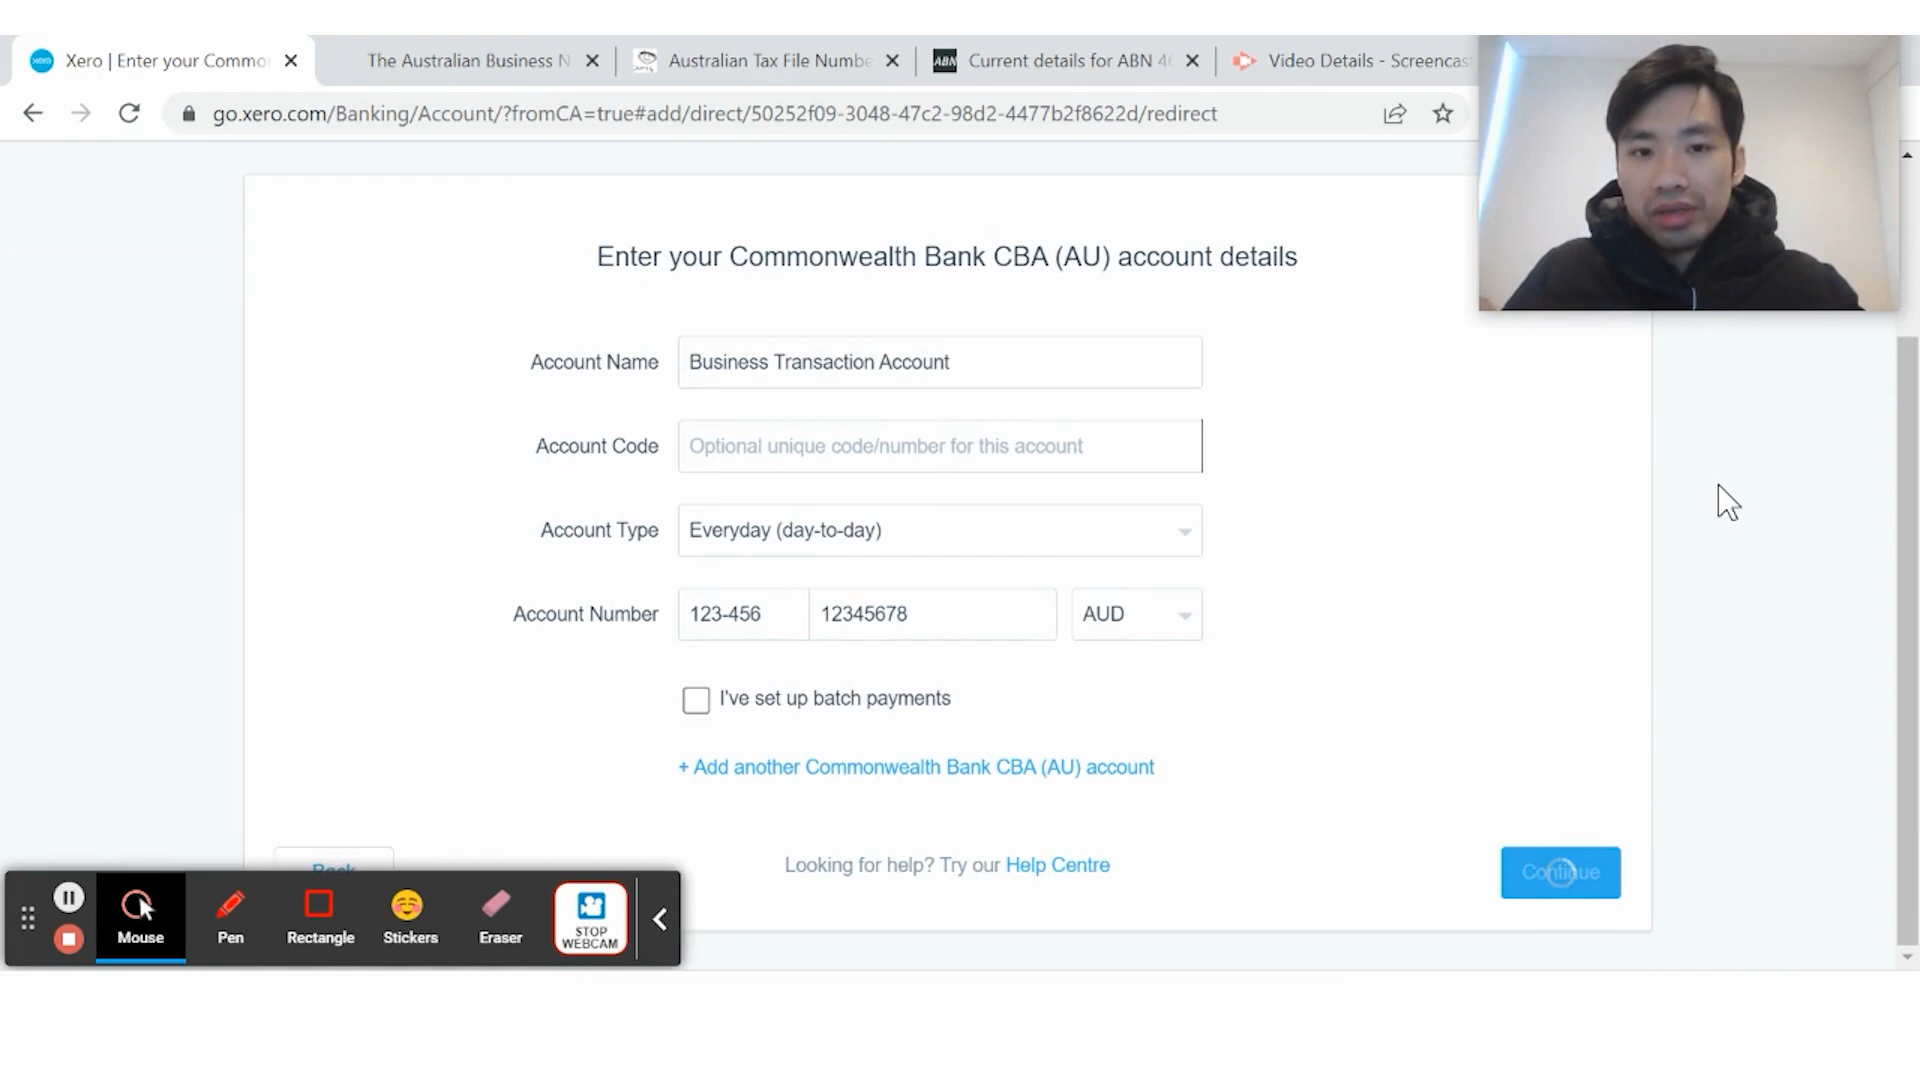 Xero | Enter your Commo
The Australian Business N
Australian Tax File Numbe
ABN
Current details for ABN 46
Video Details - Screencas
go.xero.com/Banking/Account/?fromCA=true#add/direct/50252f09-3048-47c2-98d2-4477b2f8622d/redirect
Enter your Commonwealth Bank CBA (AU) account details
Account Name
Business Transaction Account
Account Code
Optional unique code/number for this account
Account Type
Everyday (day-to-day)
Account Number
123-456
12345678
AUD
I've set up batch payments
+ Add another Commonwealth Bank CBA (AU) account
Back
Looking for help? Try our Help Centre
Continue
Mouse
Pen
Rectangle
Stickers
Eraser
STOP
WEBCAM